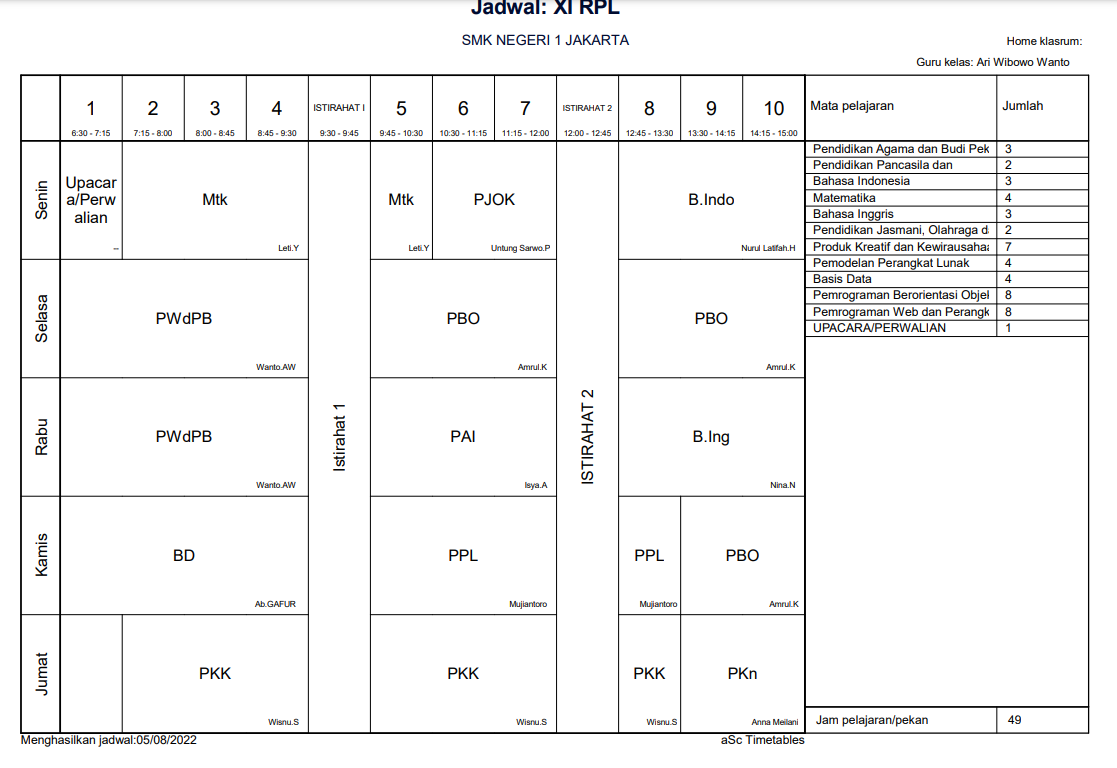 Jadwal: XI RPL
SMK NEGERI 1 JAKARTA
Home klasrum:
Guru kelas: Ari Wibowo Wanto
1 2 3 4 ISTIRAHAT I 5 6 7 ISTIRAHAT 2 8 9 10 Mata pelajaran Jumlah
6:30 - 7:15 7:15 - 8:00 8:00 - 8:45 8:45 - 9:30 9:30 - 9:45 9:45 - 10:30 10:30 - 11:15 11:15 - 12:00 12:00 - 12:45 12:45 - 13:30 13:30 - 14:15 14:15 - 15:00
Senin
Upacar
a/Perw
alian
--
Mtk
Leti.Y
Mtk
Leti.Y
PJOK
Untung Sarwo.P
B.Indo
Nurul Latifah.H
Selasa
PWdPB
Wanto.AW
PBO
Amrul.K
PBO
Amrul.K
Rabu
PWdPB
Wanto.AW
Istirahat 1
PAI
Isya.A
ISTIRAHAT 2
B.Ing
Nina.N
Kamis
BD
Ab.GAFUR
PPL
Mujiantoro
PPL
Mujiantoro
PBO
Amrul.K
Jumat
PKK
Wisnu.S
PKK
Wisnu.S
PKK
Wisnu.S
PKn
Anna Meilani
Pendidikan Agama dan Budi Pek 3
Pendidikan Pancasila dan 2
Bahasa Indonesia 3
Matematika 4
Bahasa Inggris 3
Pendidikan Jasmani, Olahraga d 2
Produk Kreatif dan Kewirausaha 7
Pemodelan Perangkat Lunak 4
Basis Data 4
Pemrograman Berorientasi Objel 8
Pemrograman Web dan Perangk 8
UPACARA/PERWALIAN 1
Jam pelajaran/pekan 49
Menghasilkan jadwal:05/08/2022
aSc Timetables